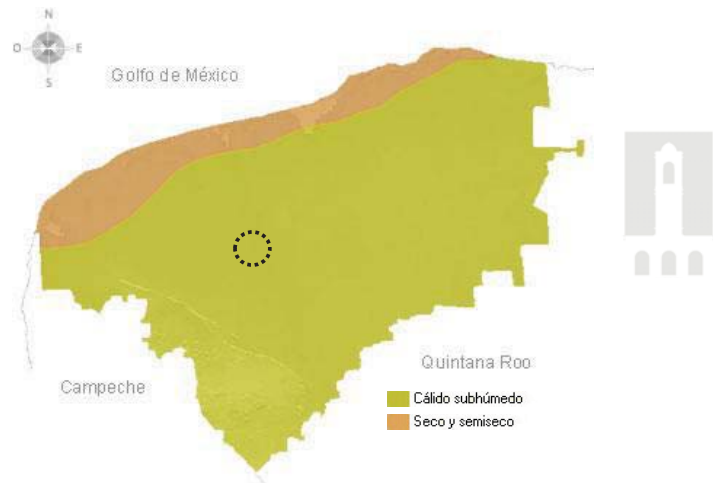 N
O E
S
Golfo de México
Quintana Roo
Campeche
Cálido subhúmedo
Seco y semiseco